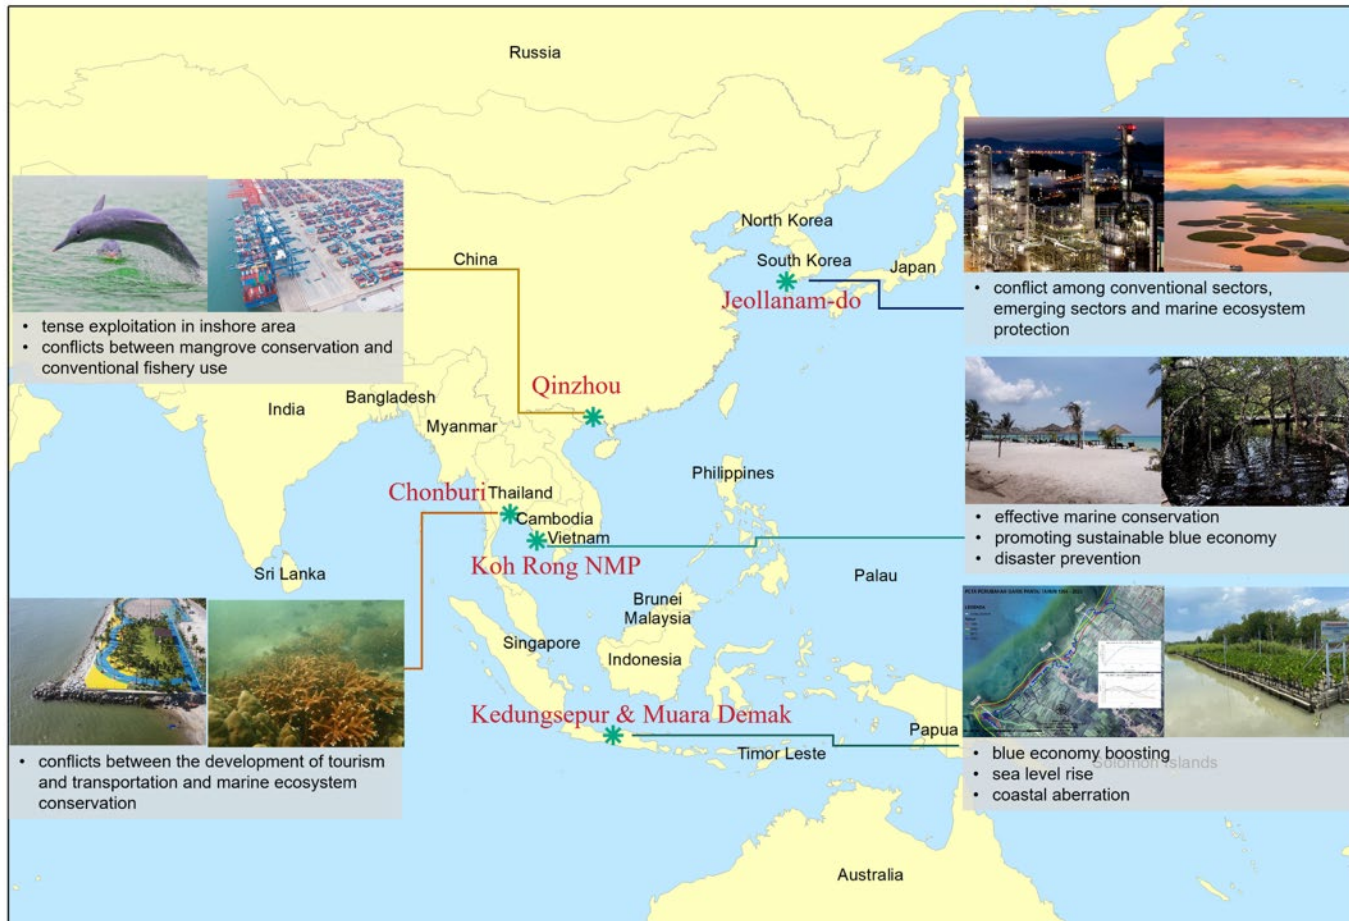 Russia
North Korea
South Korea
Japan
Jeollanam-do
• conflict among conventional sectors,
emerging sectors and marine ecosystem
protection
China
• tense exploitation in inshore area
• conflicts between mangrove conservation and
conventional fishery use
Qinzhou
India
Bangladesh
Myanmar
Philippines
Chonburi
Thailand
Cambodia
Vietnam
Koh Rong NMP
• effective marine conservation
• promoting sustainable blue economy
• disaster prevention
Sri Lanka
Palau
Brunei
Malaysia
Singapore
Indonesia
Kedungsepur & Muara Demak
Papua
Timor Leste
Solomon Islands
• conflicts between the development of tourism
and transportation and marine ecosystem
conservation
• blue economy boosting
• sea level rise
• coastal aberration
Australia